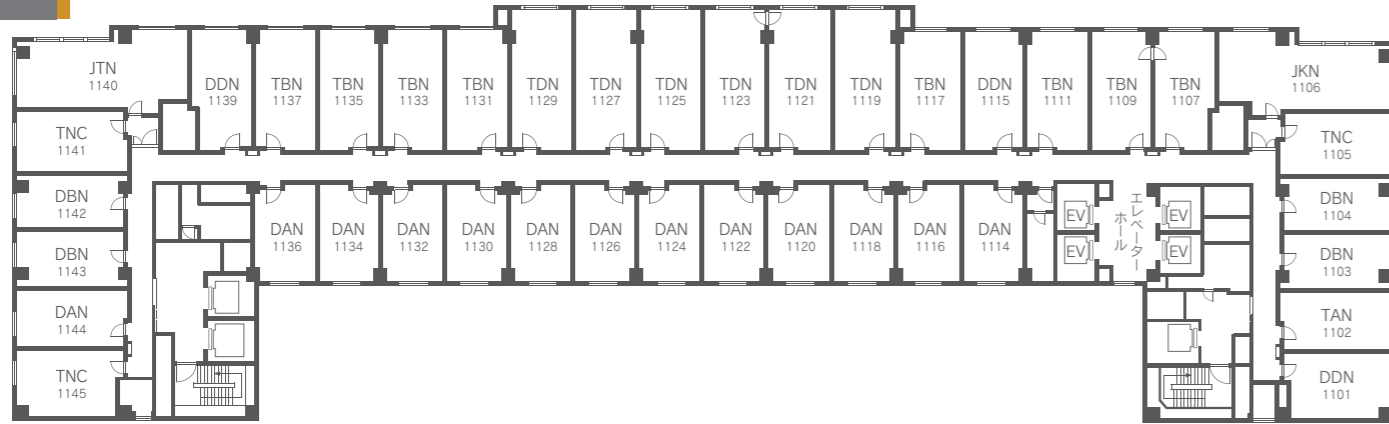 JTN
1140
DDN
1139
TBN
1137
TBN
1135
TBN
1133
TBN
1131
TDN
1129
TDN
1127
TDN
1125
TDN
1123
TDN
1121
TDN
1119
TBN
1117
DDN
1115
TBN
1111
TBN
1109
TBN
1107
JKN
1106
TNC
1141
TNC
1105
DBN
1142
DBN
1143
DAN
1144
TNC
1145
DAN
1136
DAN
1134
DAN
1132
DAN
1130
DAN
1128
DAN
1126
DAN
1124
DAN
1122
DAN
1120
DAN
1118
DAN
1116
DAN
1114
EV
EV
エレベーター
ホール
EV
EV
DBN
1104
DBN
1103
TAN
1102
DDN
1101